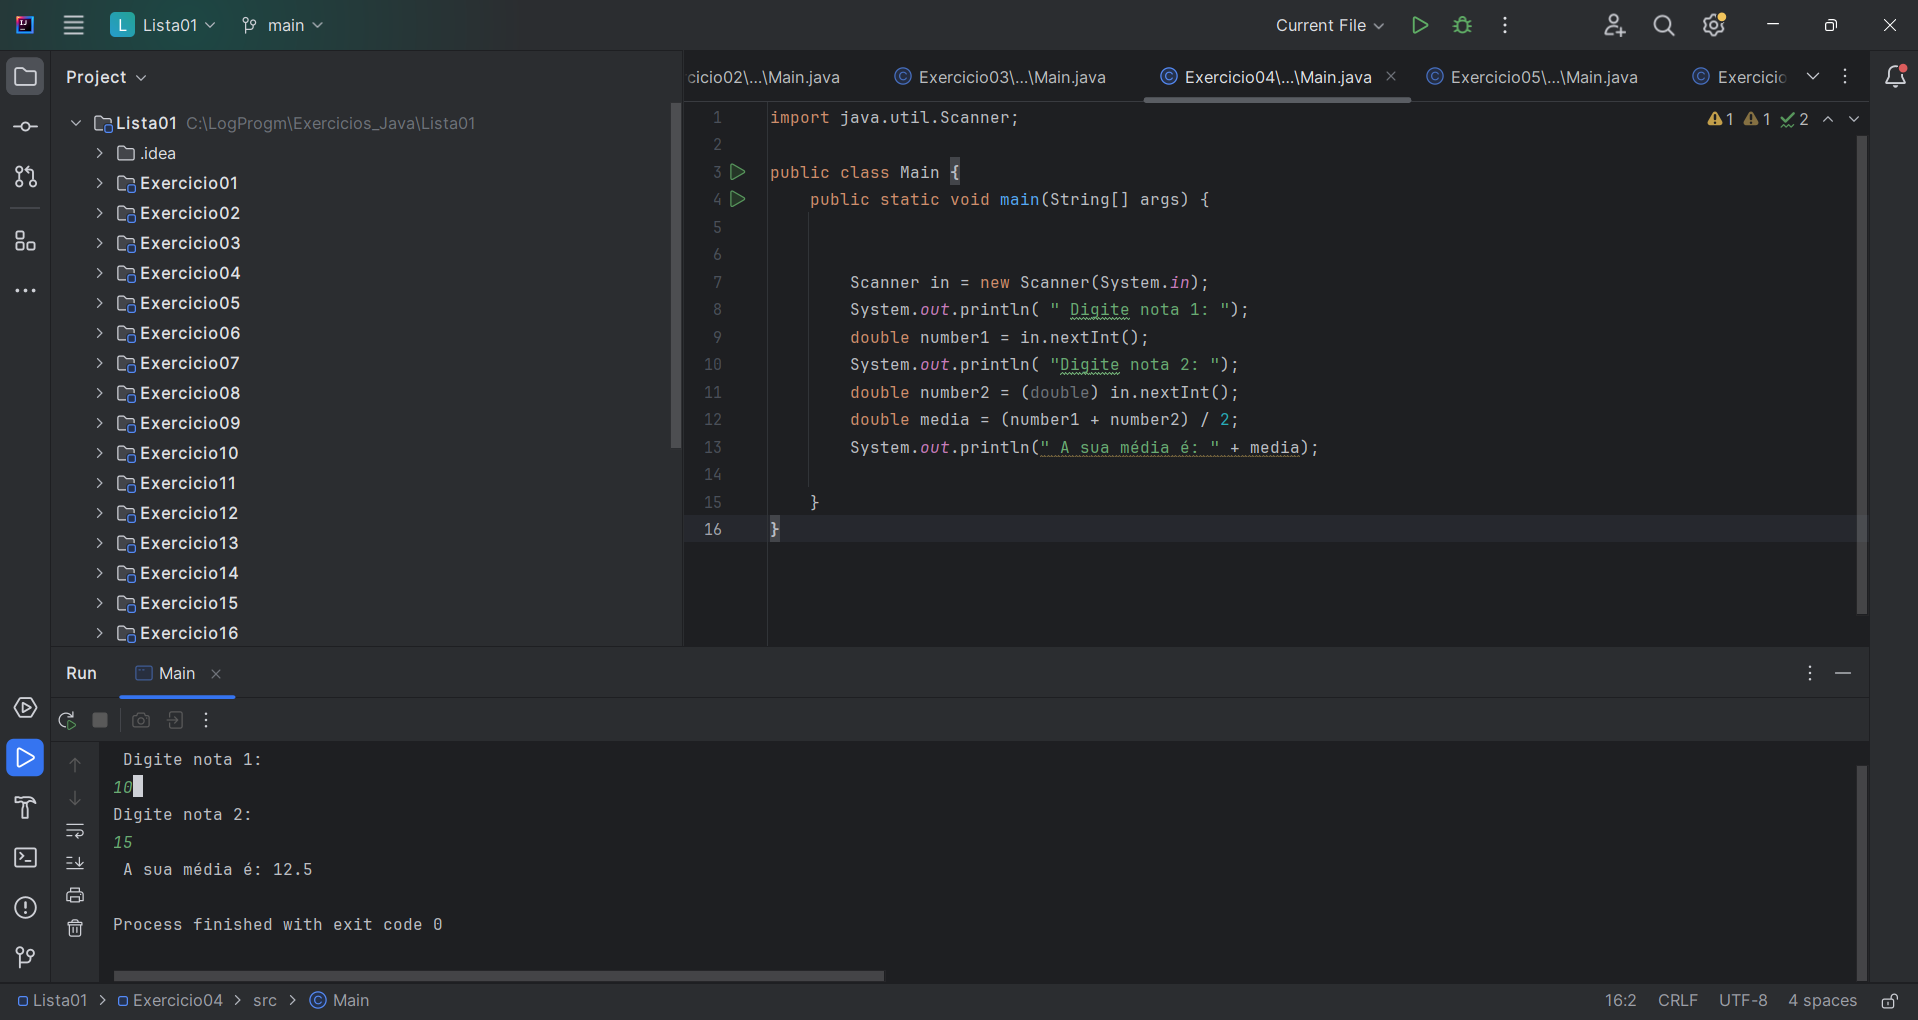 L Lista01 main Current File
Project
Lista01 C:\LogProgm\Exercicios_Java\Lista01
.idea
Exercicio01
Exercicio02
Exercicio03
Exercicio04
Exercicio05
Exercicio06
Exercicio07
Exercicio08
Exercicio09
Exercicio10
Exercicio11
Exercicio12
Exercicio13
Exercicio14
Exercicio15
Exercicio16
cicio02\...\Main.java Exercicio03\...\Main.java Exercicio04\...\Main.java Exercicio05\...\Main.java Exercicio
1 import java.util.Scanner;
1 1 2
2
3 public class Main {
4 public static void main(String[] args) {
5
6
7 Scanner in = new Scanner(System.in);
8 System.out.println( " Digite nota 1: ");
9 double number1 = in.nextInt();
10 System.out.println( "Digite nota 2: ");
11 double number2 = (double) in.nextInt();
12 double media = (number1 + number2) / 2;
13 System.out.println(" A sua média é: " + media);
14
15 }
16 }
Run Main
Digite nota 1:
10
Digite nota 2:
15
A sua média é: 12.5
Process finished with exit code 0
Lista01 > Exercicio04 > src > Main 16:2 CRLF UTF-8 4 spaces